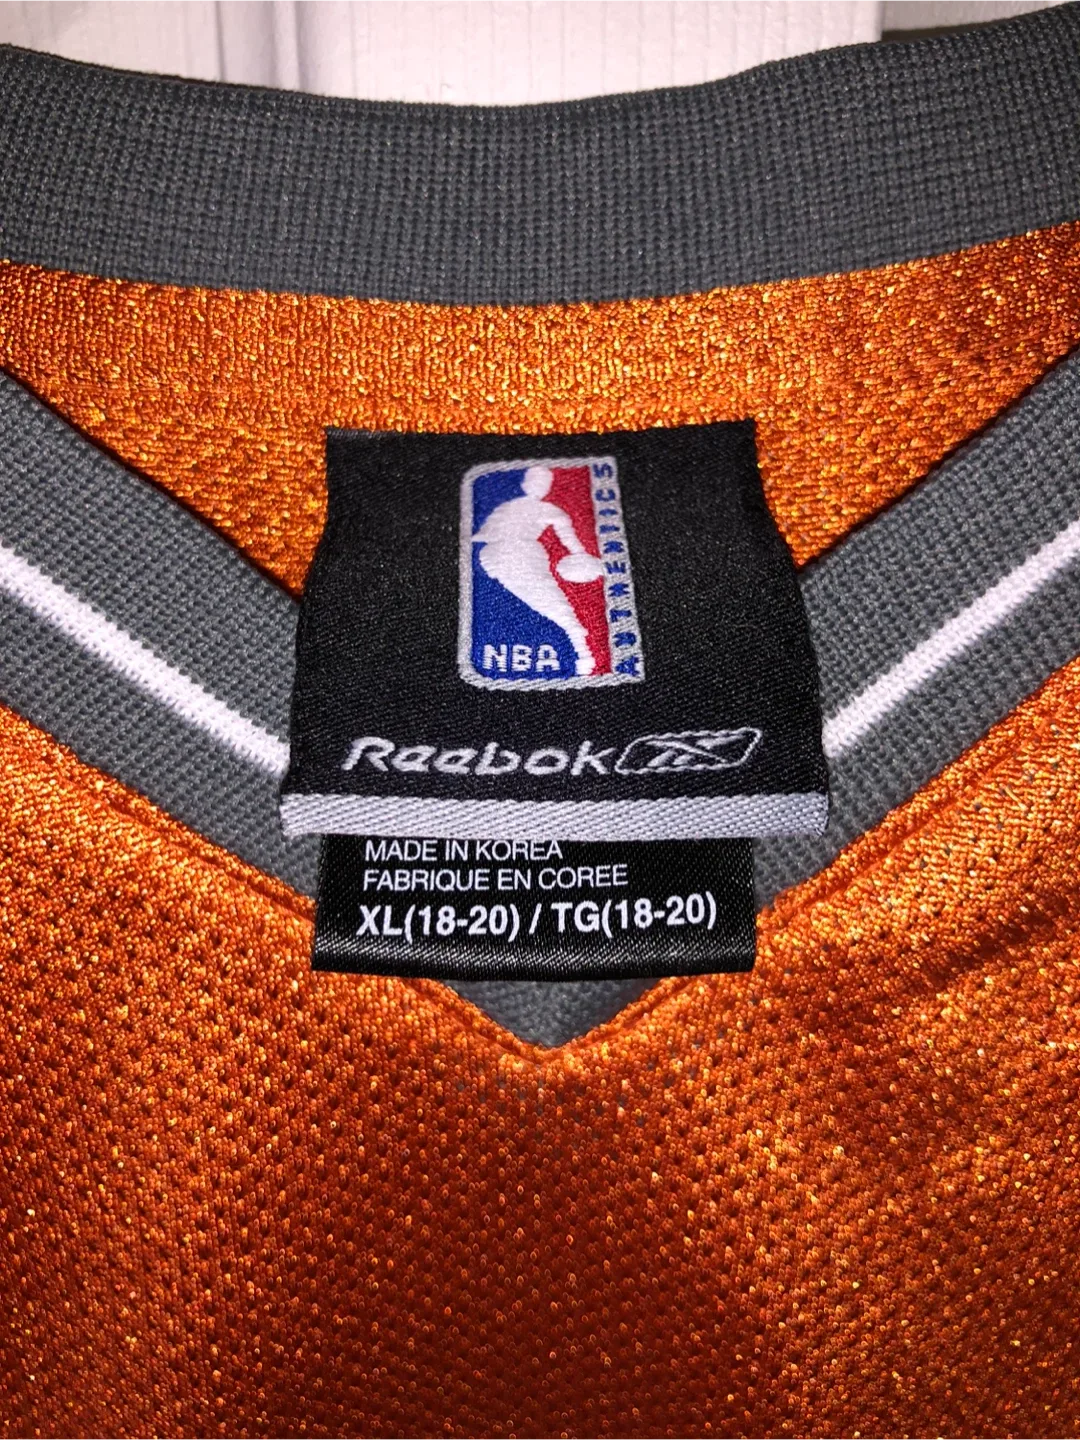 NBA
AUTHENTICS
Reebok
MADE IN KOREA
FABRIQUE EN COREE
XL(18-20) / TG(18-20)